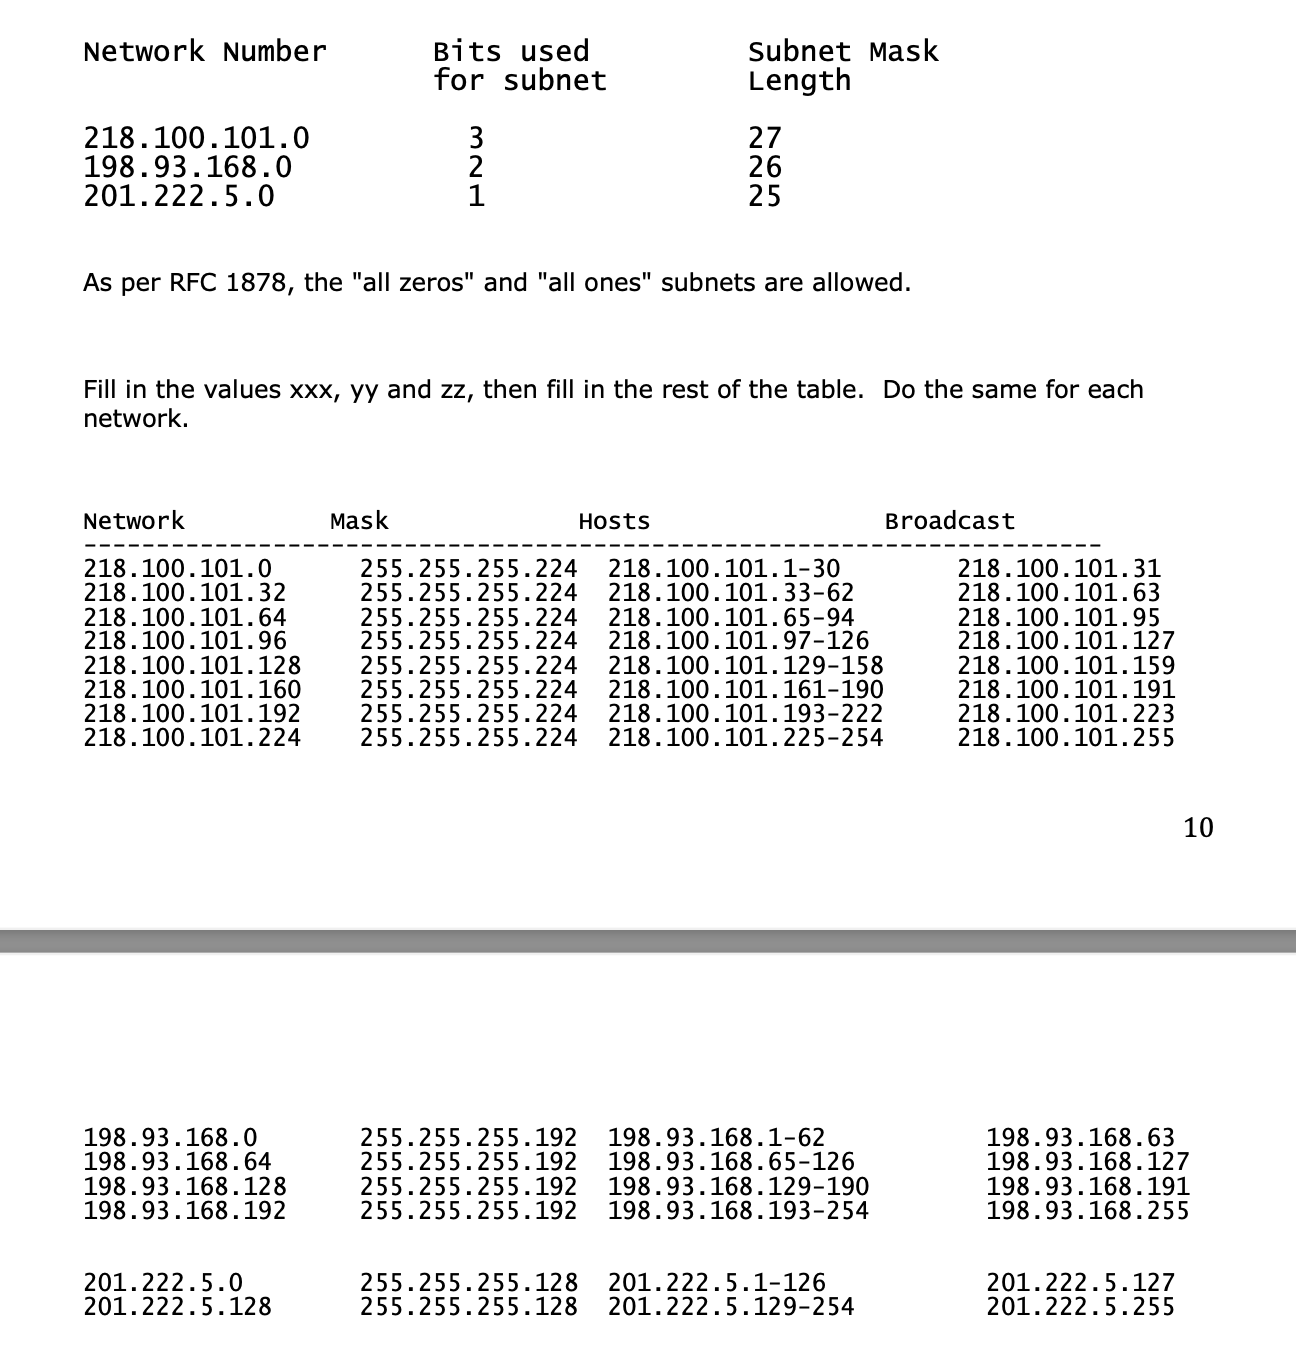 Network Number Bits used Subnet Mask
for subnet Length
218.100.101.0 3 27
198.93.168.0 2 26
201.222.5.0 1 25
As per RFC 1878, the "all zeros" and "all ones" subnets are allowed.
Fill in the values xxx, yy and zz, then fill in the rest of the table.  Do the same for each
network.
Network Mask Hosts Broadcast
----------------------------------------------------------------------
218.100.101.0 255.255.255.224 218.100.101.1-30 218.100.101.31
218.100.101.32 255.255.255.224 218.100.101.33-62 218.100.101.63
218.100.101.64 255.255.255.224 218.100.101.65-94 218.100.101.95
218.100.101.96 255.255.255.224 218.100.101.97-126 218.100.101.127
218.100.101.128 255.255.255.224 218.100.101.129-158 218.100.101.159
218.100.101.160 255.255.255.224 218.100.101.161-190 218.100.101.191
218.100.101.192 255.255.255.224 218.100.101.193-222 218.100.101.223
218.100.101.224 255.255.255.224 218.100.101.225-254 218.100.101.255
10
198.93.168.0 255.255.255.192 198.93.168.1-62 198.93.168.63
198.93.168.64 255.255.255.192 198.93.168.65-126 198.93.168.127
198.93.168.128 255.255.255.192 198.93.168.129-190 198.93.168.191
198.93.168.192 255.255.255.192 198.93.168.193-254 198.93.168.255
201.222.5.0 255.255.255.128 201.222.5.1-126 201.222.5.127
201.222.5.128 255.255.255.128 201.222.5.129-254 201.222.5.255